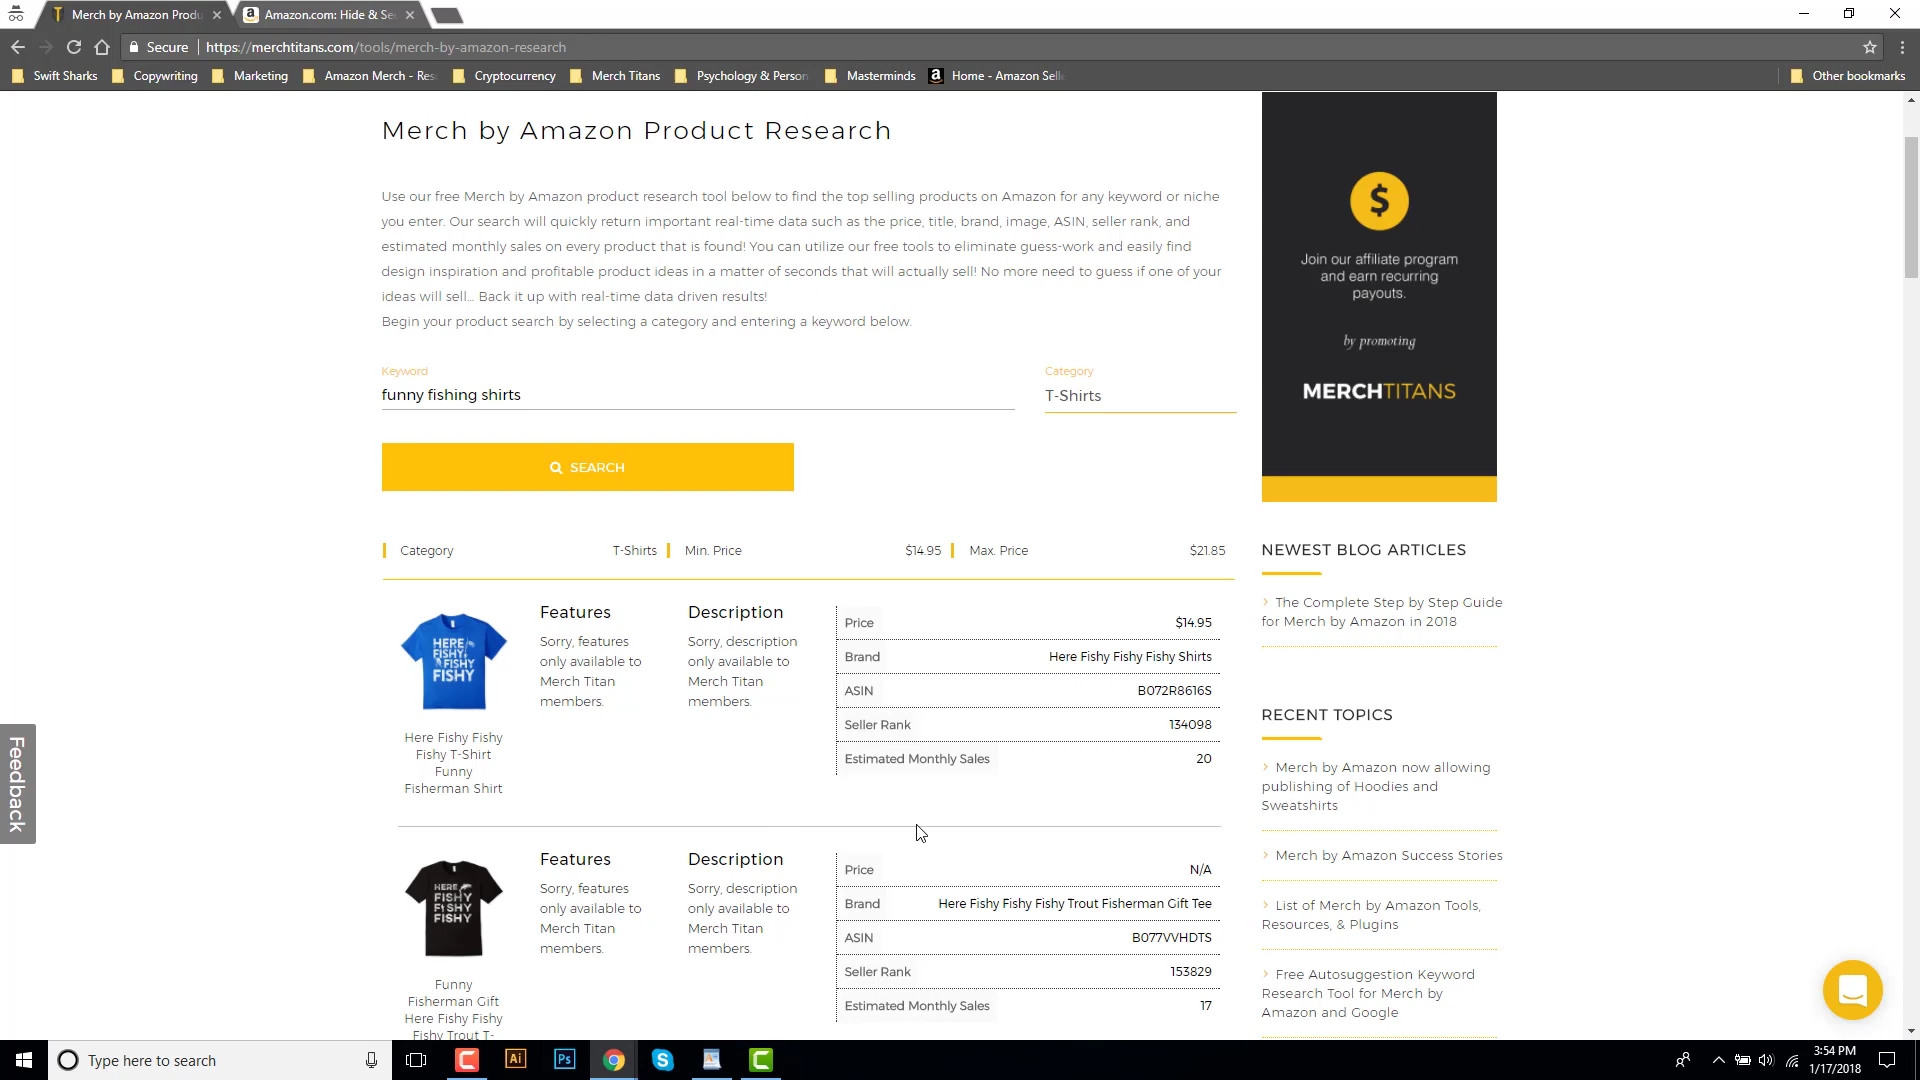 Merch by Amazon Produ
Amazon.com: Hide & Se
Secure
https://merchtitans.com/tools/merch-by-amazon-research
Swift Sharks
Copywriting
Marketing
Amazon Merch - Res
Cryptocurrency
Merch Titans
Psychology & Person
Masterminds
Home - Amazon Selle
Other bookmarks
Merch by Amazon Product Research
Use our free Merch by Amazon product research tool below to find the top selling products on Amazon for any keyword or niche
you enter. Our search will quickly return important real-time data such as the price, title, brand, image, ASIN, seller rank, and
estimated monthly sales on every product that is found! You can utilize our free tools to eliminate guess-work and easily find
design inspiration and profitable product ideas in a matter of seconds that will actually sell! No more need to guess if one of your
ideas will sell... Back it up with real-time data driven results!
Begin your product search by selecting a category and entering a keyword below.
Keyword
funny fishing shirts
Category
T-Shirts
SEARCH
Category T-Shirts
Min. Price $14.95
Max. Price $21.85
HERE
FISHY
FISHY
FISHY
Here Fishy Fishy
Fishy T-Shirt
Funny
Fisherman Shirt
Features
Sorry, features
only available to
Merch Titan
members.
Description
Sorry, description
only available to
Merch Titan
members.
Price $14.95
Brand Here Fishy Fishy Fishy Shirts
ASIN B072R8616S
Seller Rank 134098
Estimated Monthly Sales 20
HERE
FISHY
FISHY
FISHY
Funny
Fisherman Gift
Here Fishy Fishy
Fishy Trout T-
Features
Sorry, features
only available to
Merch Titan
members.
Description
Sorry, description
only available to
Merch Titan
members.
Price N/A
Brand Here Fishy Fishy Fishy Trout Fisherman Gift Tee
ASIN B077VVHDTS
Seller Rank 153829
Estimated Monthly Sales 17
$
Join our affiliate program
and earn recurring
payouts.
by promoting
MERCHTITANS
NEWEST BLOG ARTICLES
The Complete Step by Step Guide
for Merch by Amazon in 2018
RECENT TOPICS
Merch by Amazon now allowing
publishing of Hoodies and
Sweatshirts
Merch by Amazon Success Stories
List of Merch by Amazon Tools,
Resources, & Plugins
Free Autosuggestion Keyword
Research Tool for Merch by
Amazon and Google
Feedback
Type here to search
Ai
Ps
3:54 PM
1/17/2018